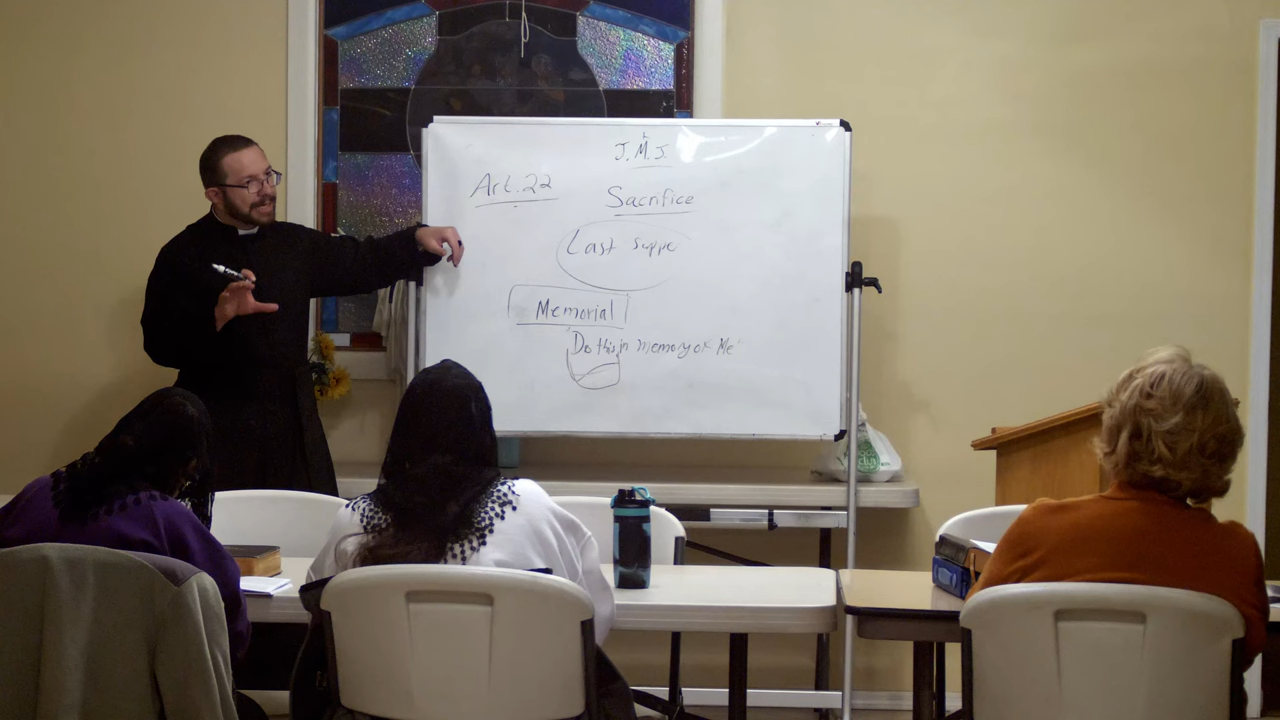 J.M.J.
Art. 22
Sacrifice
Last Suppe
Memorial
"Do this in memory of Me"